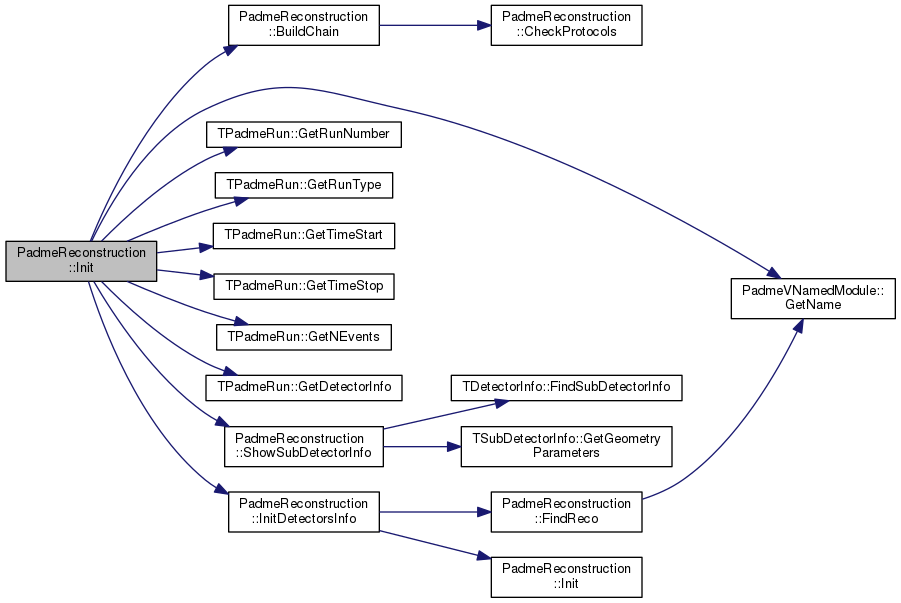 PadmeReconstruction
::BuildChain
PadmeReconstruction
::CheckProtocols
TPadmeRun::GetRunNumber
TPadmeRun::GetRunType
TPadmeRun::GetTimeStart
PadmeReconstruction
::Init
TPadmeRun::GetTimeStop
PadmeVNamedModule::
GetName
TPadmeRun::GetNEvents
TPadmeRun::GetDetectorInfo
TDetectorInfo::FindSubDetectorInfo
PadmeReconstruction
::ShowSubDetectorInfo
TSubDetectorInfo::GetGeometry
Parameters
PadmeReconstruction
::InitDetectorsInfo
PadmeReconstruction
::FindReco
PadmeReconstruction
::Init